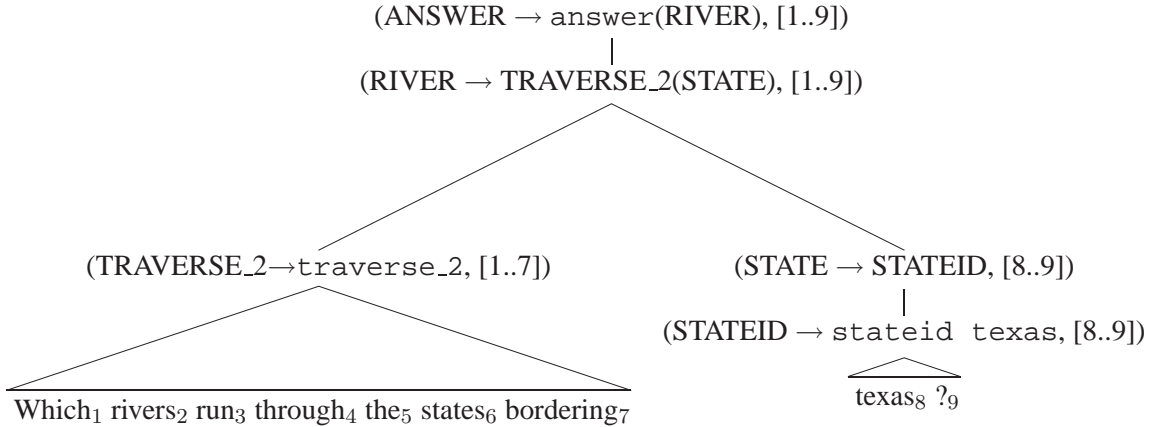 (ANSWER → answer(RIVER), [1..9])
(RIVER → TRAVERSE_2(STATE), [1..9])
(TRAVERSE_2→traverse_2, [1..7])
(STATE → STATEID, [8..9])
(STATEID → stateid texas, [8..9])
Which₁ rivers₂ run₃ through₄ the₅ states₆ bordering₇
texas₈ ?₉